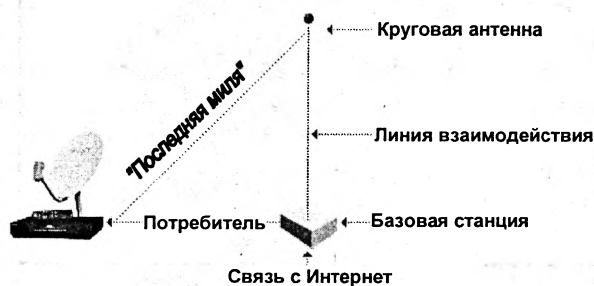 Круговая антенна
"Последняя миля"
Линия взаимодействия
Потребитель
Базовая станция
Связь с Интернет